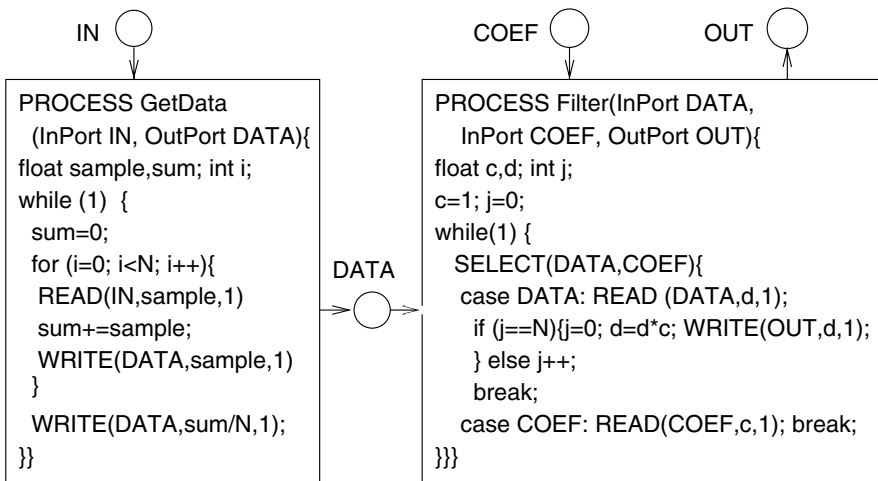 IN
COEF
OUT
PROCESS GetData
(InPort IN, OutPort DATA){
float sample,sum; int i;
while (1) {
sum=0;
for (i=0; i<N; i++){
READ(IN,sample,1)
sum+=sample;
WRITE(DATA,sample,1)
}
WRITE(DATA,sum/N,1);
}}
DATA
PROCESS Filter(InPort DATA,
InPort COEF, OutPort OUT){
float c,d; int j;
c=1; j=0;
while(1) {
SELECT(DATA,COEF){
case DATA: READ (DATA,d,1);
if (j==N){j=0; d=d*c; WRITE(OUT,d,1);
} else j++;
break;
case COEF: READ(COEF,c,1); break;
}}}